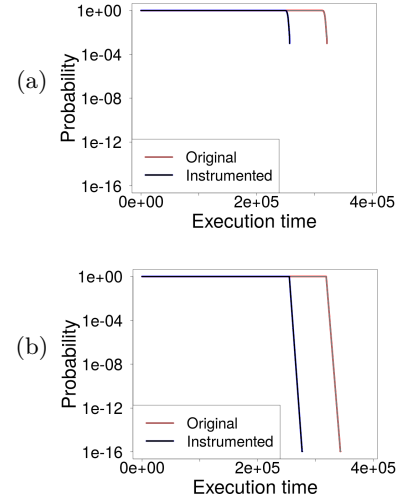 (a)
Probability
1e+00
1e-04
1e-08
1e-12
1e-16
Original
Instrumented
0e+00 2e+05 4e+05
Execution time
(b)
Probability
1e+00
1e-04
1e-08
1e-12
1e-16
Original
Instrumented
0e+00 2e+05 4e+05
Execution time